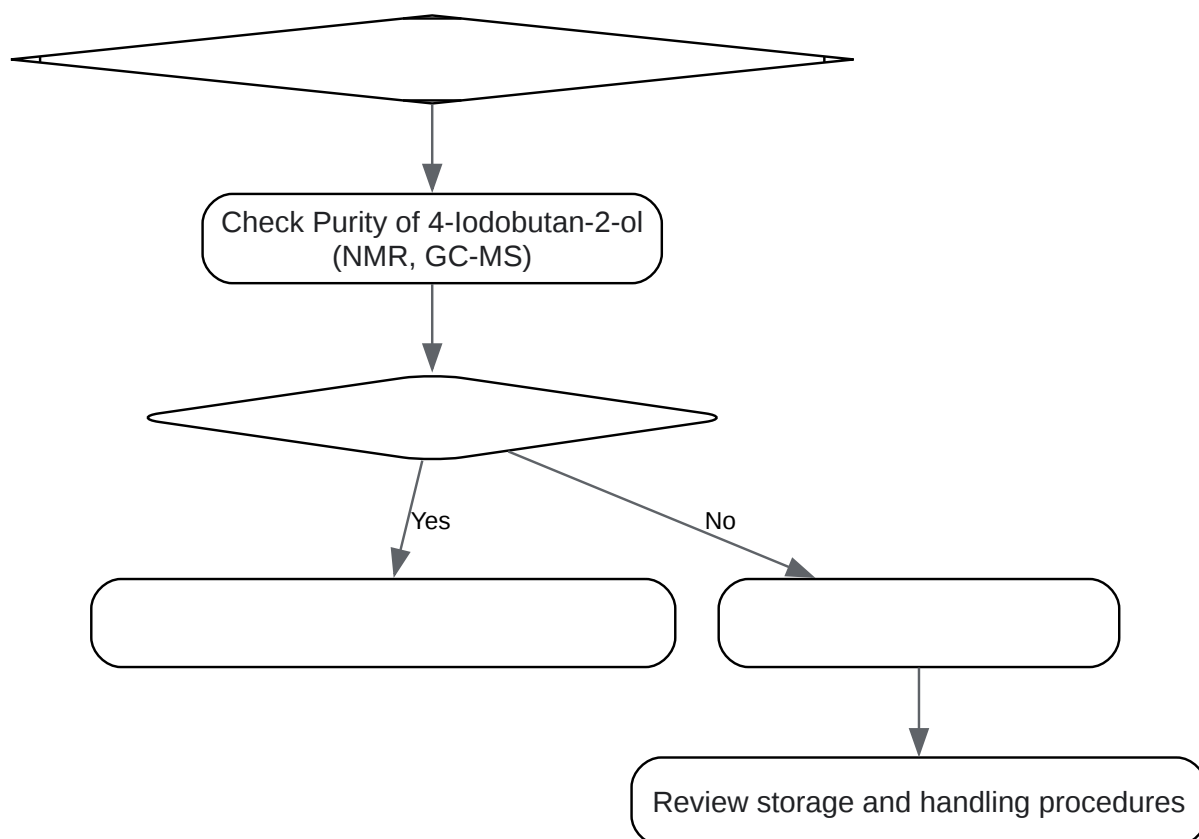 Check Purity of 4-Iodobutan-2-ol
(NMR, GC-MS)
Yes
No
Review storage and handling procedures